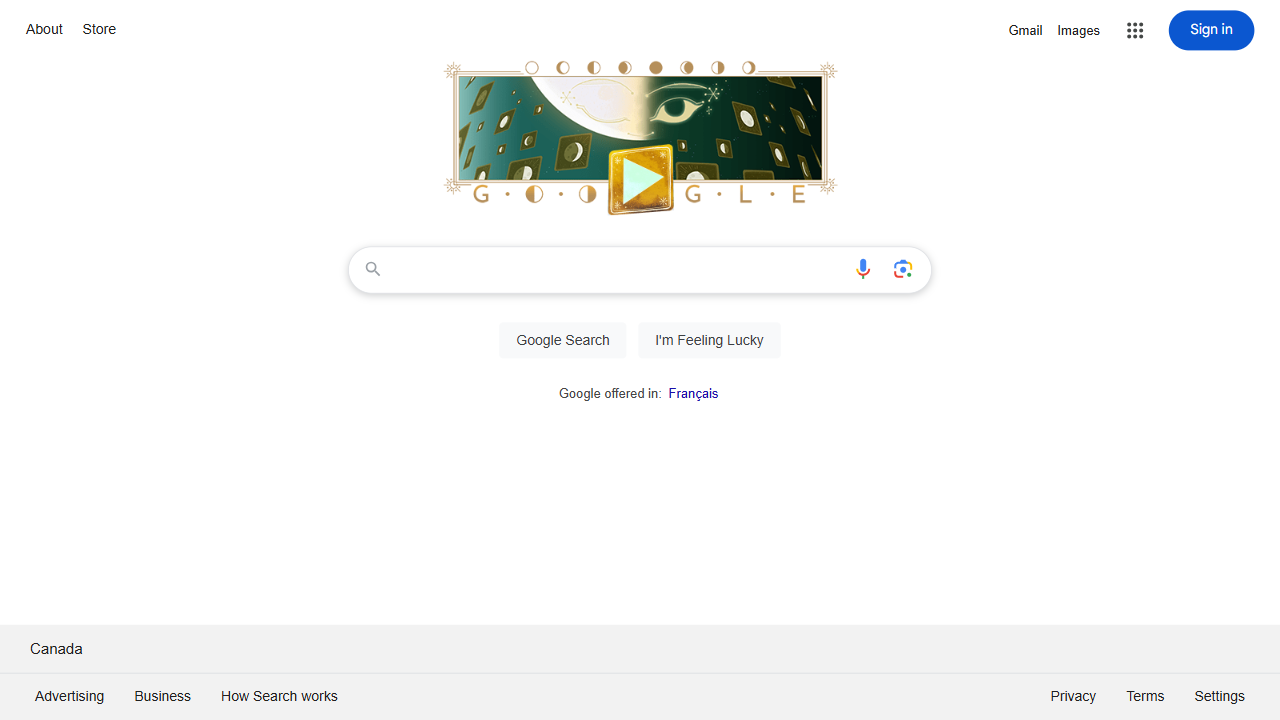 About Store
Gmail Images Sign in
G · O · O G · L · E
Google Search I'm Feeling Lucky
Google offered in: Français
Canada
Advertising Business How Search works
Privacy Terms Settings